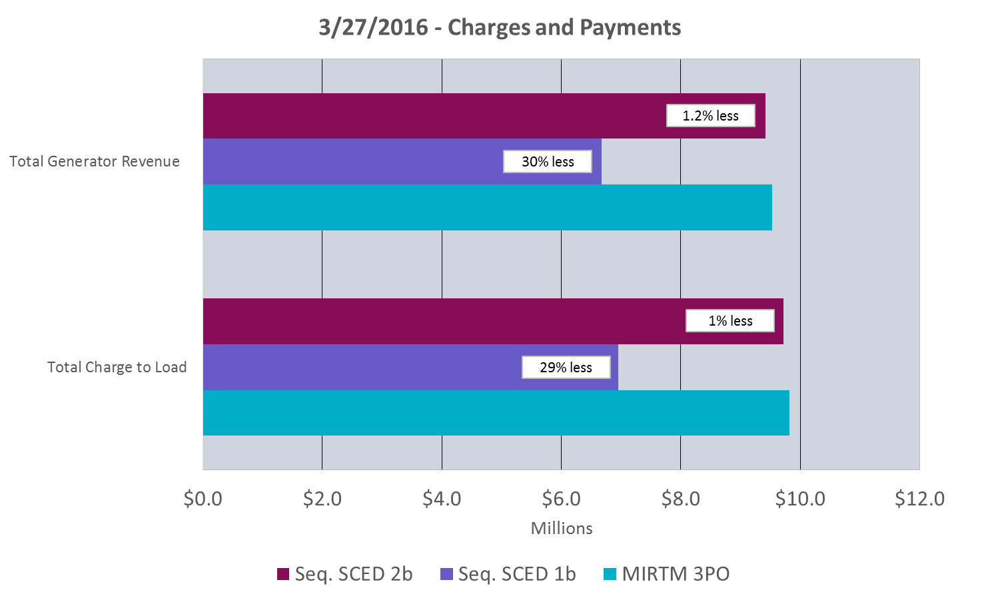 3/27/2016 - Charges and Payments
1.2% less
Total Generator Revenue
30% less
1% less
Total Charge to Load
29% less
$0.0 $2.0 $4.0 $6.0 $8.0 $10.0 $12.0
Millions
Seq. SCED 2b Seq. SCED 1b MIRTM 3PO